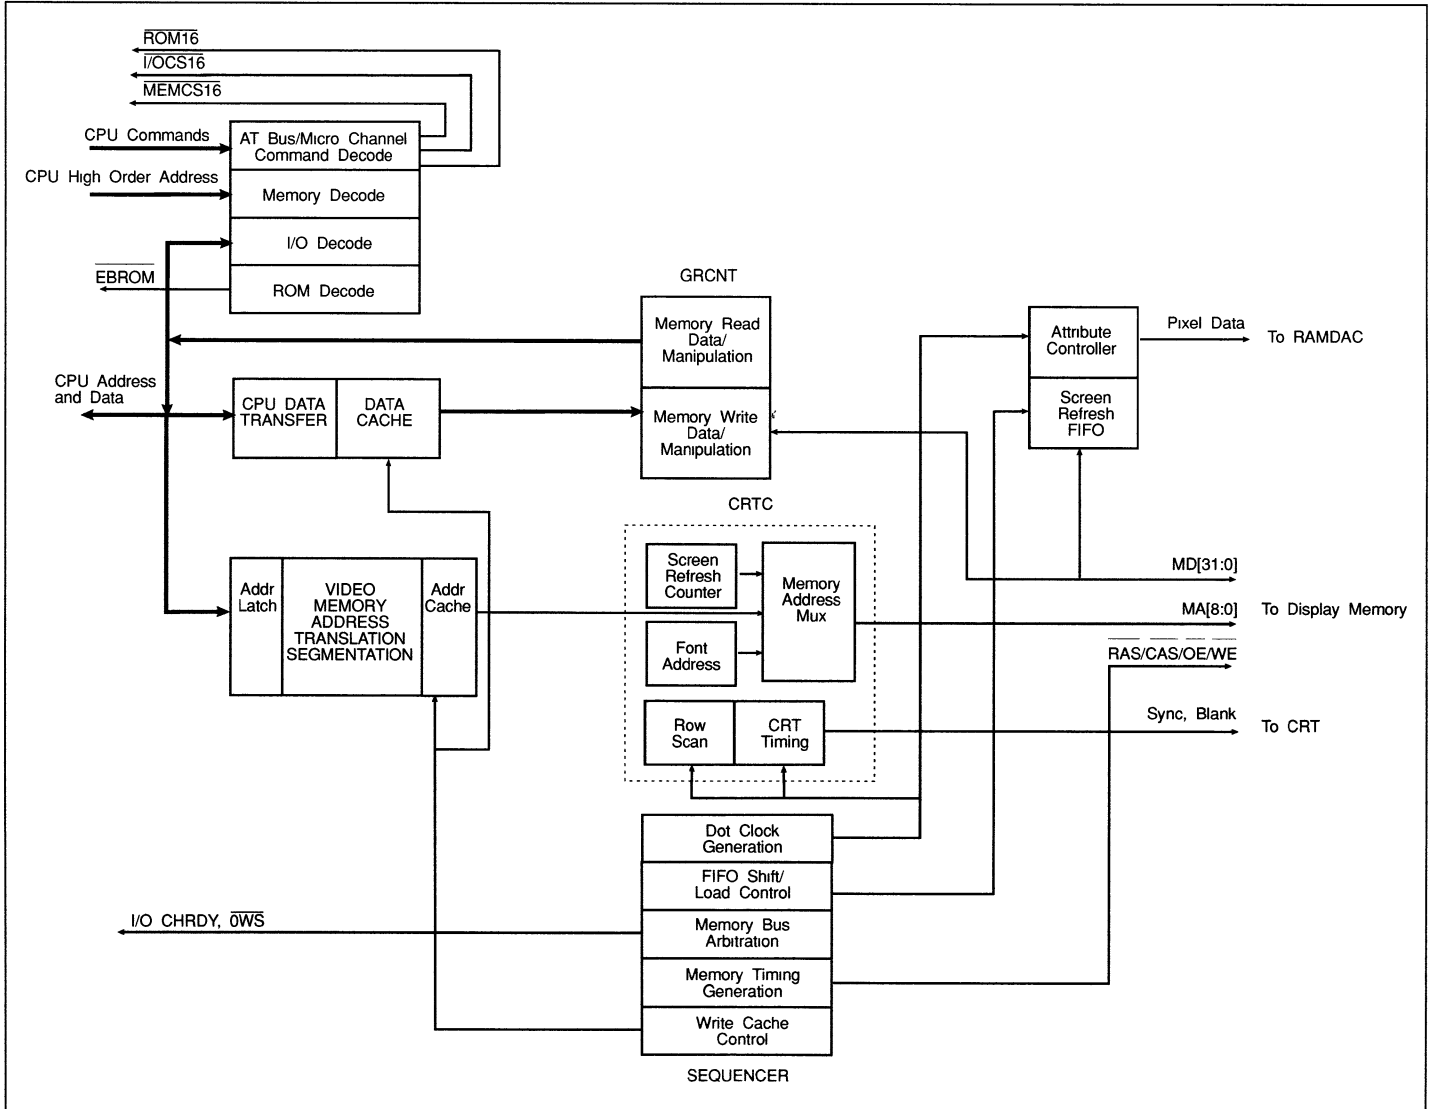 ROM16
I/OCS16
MEMCS16
CPU Commands
AT Bus/Micro Channel
Command Decode
CPU High Order Address
Memory Decode
I/O Decode
EBROM
ROM Decode
GRCNT
Memory Read
Data/
Manipulation
Attribute
Controller
Pixel Data
To RAMDAC
CPU Address
and Data
CPU DATA
TRANSFER
DATA
CACHE
Memory Write
Data/
Manipulation
Screen
Refresh
FIFO
CRTC
Screen
Refresh
Counter
Memory
Address
Mux
MD[31:0]
Addr
Latch
VIDEO
MEMORY
ADDRESS
TRANSLATION
SEGMENTATION
Addr
Cache
MA[8:0]
To Display Memory
Font
Address
RAS/CAS/OE/WE
Row
Scan
CRT
Timing
Sync, Blank
To CRT
Dot Clock
Generation
FIFO Shift/
Load Control
I/O CHRDY, 0WS
Memory Bus
Arbitration
Memory Timing
Generation
Write Cache
Control
SEQUENCER